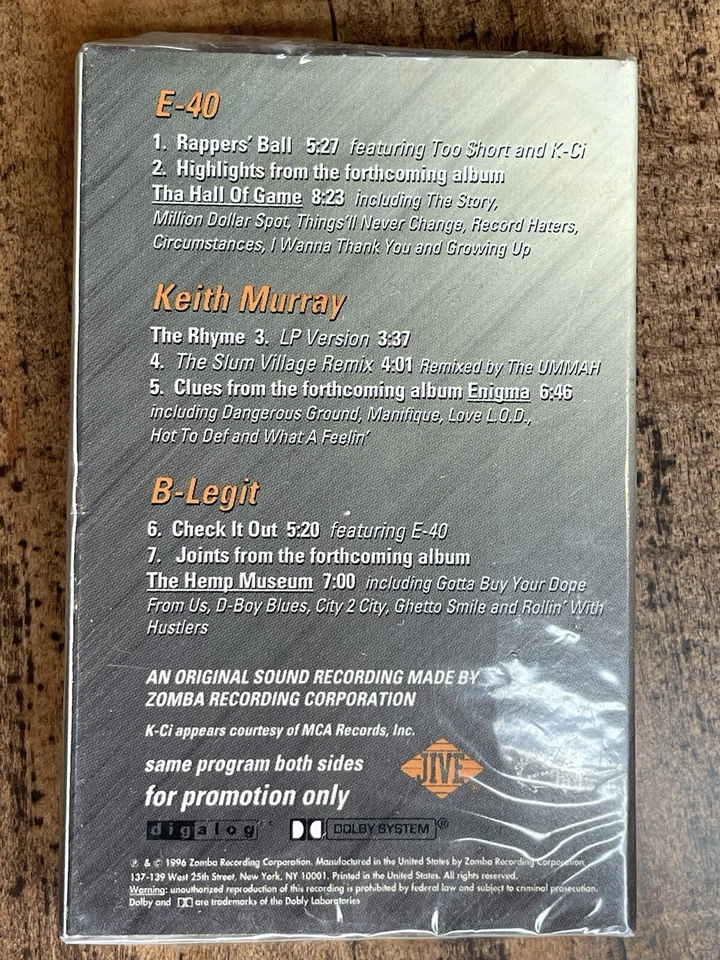 E-40
1. Rappers' Ball 5:27 featuring Too $hort and K-Ci
2. Highlights from the forthcoming album
Tha Hall Of Game 8:23 including The Story,
Million Dollar Spot, Things'll Never Change, Record Haters,
Circumstances, I Wanna Thank You and Growing Up
Keith Murray
The Rhyme 3. LP Version 3:37
4. The Slum Village Remix 4:01 Remixed by The UMMAH
5. Clues from the forthcoming album Enigma 6:46
including Dangerous Ground, Manifique, Love L.O.D.,
Hot To Def and What A Feelin'
B-Legit
6. Check It Out 5:20 featuring E-40
7. Joints from the forthcoming album
The Hemp Museum 7:00 including Gotta Buy Your Dope
From Us, D-Boy Blues, City 2 City, Ghetto Smile and Rollin' With
Hustlers
AN ORIGINAL SOUND RECORDING MADE BY
ZOMBA RECORDING CORPORATION
K-Ci appears courtesy of MCA Records, Inc.
same program both sides
JIVE
for promotion only
digalog DOLBY SYSTEM ®
℗ & © 1996 Zomba Recording Corporation. Manufactured in the United States by Zomba Recording Corporation,
137-139 West 25th Street, New York, NY 10001. Printed in the United States. All rights reserved.
Warning: unauthorized reproduction of this recording is prohibited by federal law and subject to criminal prosecution.
Dolby and are trademarks of the Dobly Laboratories